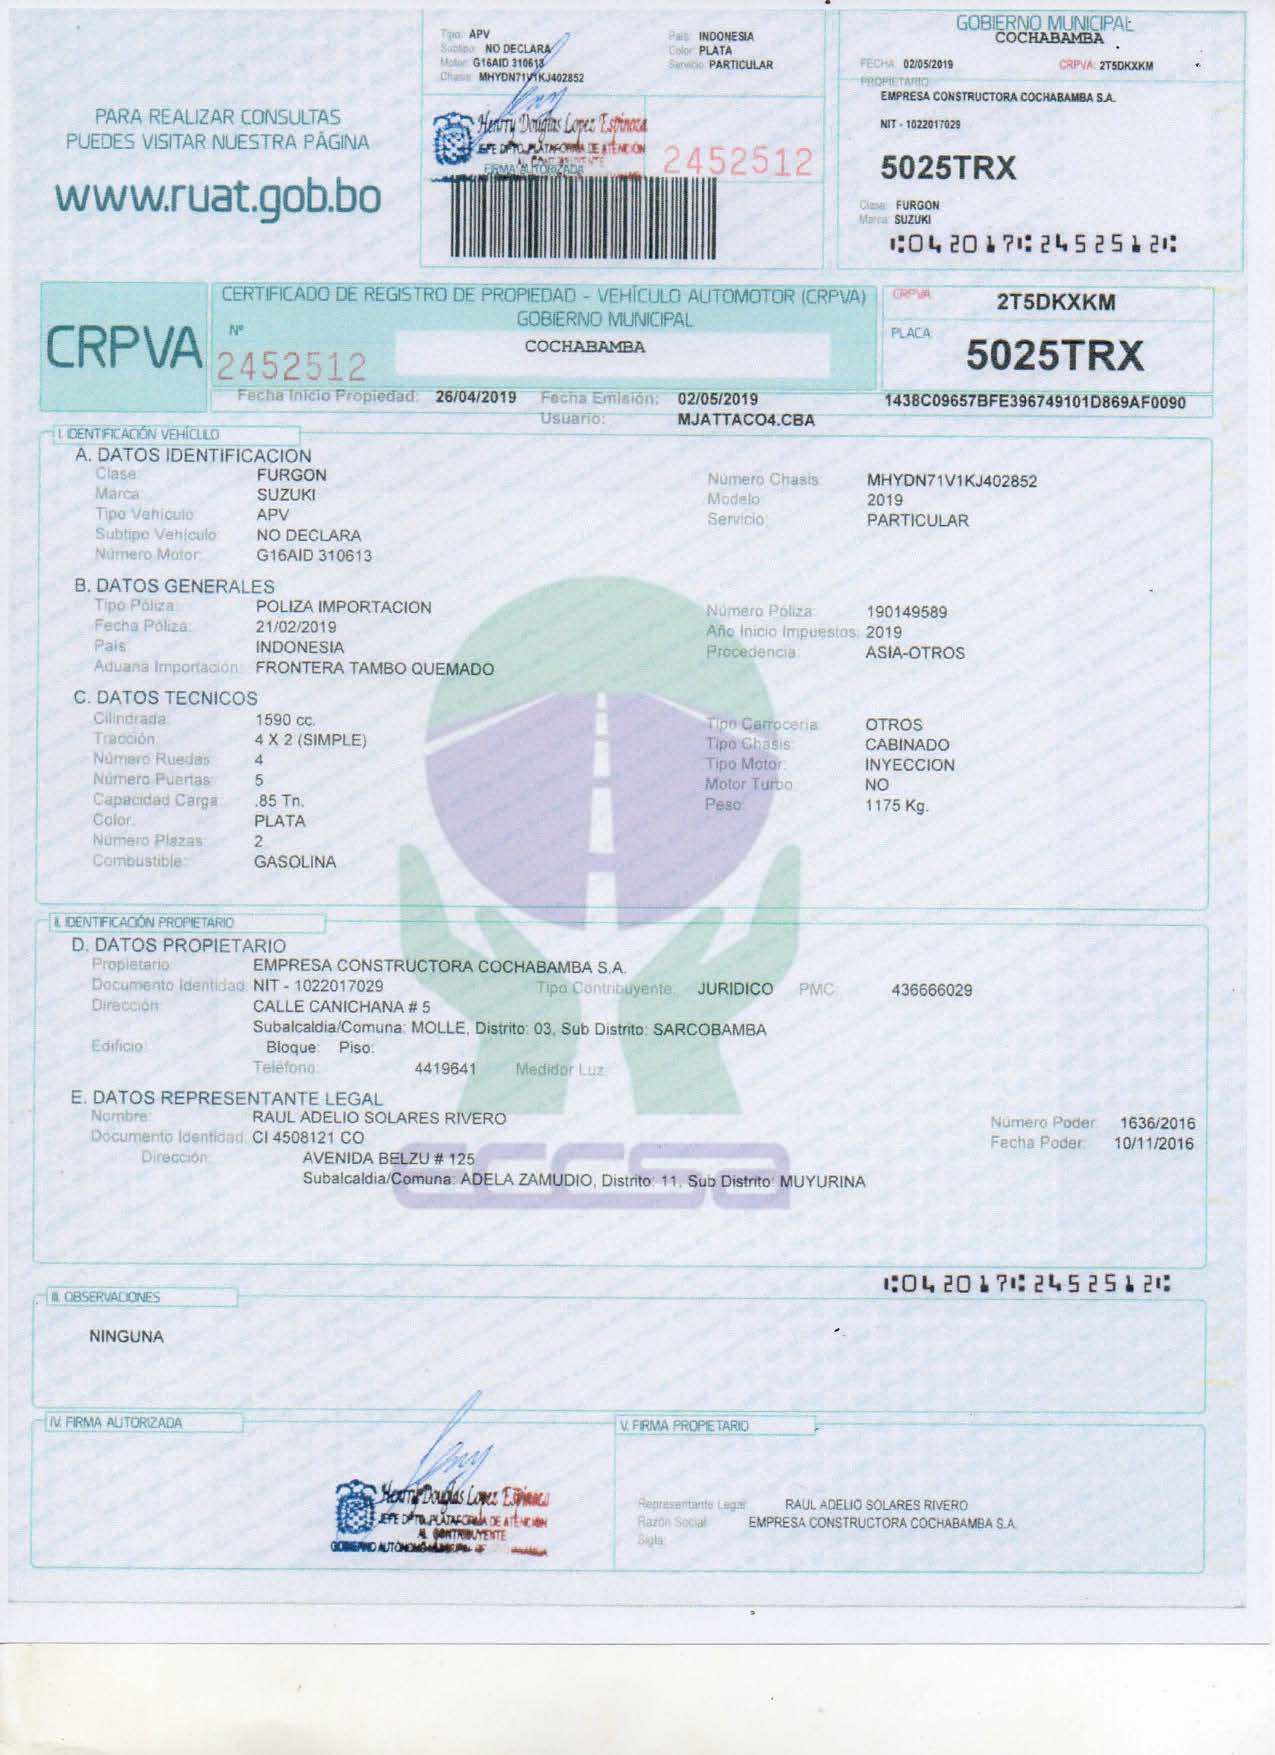 PARA REALIZAR CONSULTAS
PUEDES VISITAR NUESTRA PÁGINA
www.ruat.gob.bo
Tipo: APV
Subtipo: NO DECLARA
Motor: G16AID 310613
Chasis: MHYDN71V1KJ402852
Pais: INDONESIA
Color: PLATA
Servicio: PARTICULAR
Henrry Douglas Lopez Espinoza
JEFE DPTO. PLATAFORMA DE ATENCION
AL CONTRIBUYENTE
FIRMA AUTORIZADA
2452512
GOBIERNO MUNICIPAL
COCHABAMBA
FECHA: 02/05/2019 CRPVA: 2T5DKXKM
PROPIETARIO
EMPRESA CONSTRUCTORA COCHABAMBA S.A.
NIT - 1022017029
5025TRX
Clase: FURGON
Marca: SUZUKI
⑆042017⑆2452512⑆
CRPVA
CERTIFICADO DE REGISTRO DE PROPIEDAD - VEHÍCULO AUTOMOTOR (CRPVA)
GOBIERNO MUNICIPAL
Nº
2452512
COCHABAMBA
CRPVA: 2T5DKXKM
PLACA 5025TRX
Fecha Inicio Propiedad: 26/04/2019 Fecha Emisión: 02/05/2019 1438C09657BFE396749101D869AF0090
Usuario: MJATTACO4.CBA
I. IDENTIFICACIÓN VEHÍCULO
A. DATOS IDENTIFICACION
Clase: FURGON
Marca: SUZUKI
Tipo Vehículo: APV
Subtipo Vehículo: NO DECLARA
Número Motor: G16AID 310613
Número Chasis: MHYDN71V1KJ402852
Modelo 2019
Servicio: PARTICULAR
B. DATOS GENERALES
Tipo Póliza: POLIZA IMPORTACION
Fecha Póliza: 21/02/2019
País: INDONESIA
Aduana Importación: FRONTERA TAMBO QUEMADO
Número Póliza: 190149589
Año Inicio Impuestos: 2019
Procedencia: ASIA-OTROS
C. DATOS TECNICOS
Cilindrada: 1590 cc.
Tracción: 4 X 2 (SIMPLE)
Número Ruedas: 4
Número Puertas: 5
Capacidad Carga: .85 Tn.
Color: PLATA
Número Plazas: 2
Combustible: GASOLINA
Tipo Carrocería: OTROS
Tipo Chasis: CABINADO
Tipo Motor: INYECCION
Motor Turbo: NO
Peso: 1175 Kg.
II. IDENTIFICACIÓN PROPIETARIO
D. DATOS PROPIETARIO
Propietario: EMPRESA CONSTRUCTORA COCHABAMBA S.A.
Documento Identidad: NIT - 1022017029 Tipo Contribuyente: JURIDICO PMC: 436666029
Dirección: CALLE CANICHANA # 5
Subalcaldia/Comuna: MOLLE, Distrito: 03, Sub Distrito: SARCOBAMBA
Edificio: Bloque: Piso:
Teléfono: 4419641 Medidor Luz:
E. DATOS REPRESENTANTE LEGAL
Nombre: RAUL ADELIO SOLARES RIVERO
Documento Identidad: CI 4508121 CO
Dirección: AVENIDA BELZU # 125
Subalcaldia/Comuna: ADELA ZAMUDIO, Distrito: 11, Sub Distrito: MUYURINA
Número Poder: 1636/2016
Fecha Poder: 10/11/2016
eccsa
⑆042017⑆2452512⑆
III. OBSERVACIONES
NINGUNA
IV. FIRMA AUTORIZADA
Henrry Douglas Lopez Espinoza
JEFE DPTO. PLATAFORMA DE ATENCION
AL CONTRIBUYENTE
GOBIERNO AUTONOMO
V. FIRMA PROPIETARIO
Representante Legal: RAUL ADELIO SOLARES RIVERO
Razón Social: EMPRESA CONSTRUCTORA COCHABAMBA S.A.
Sigla: